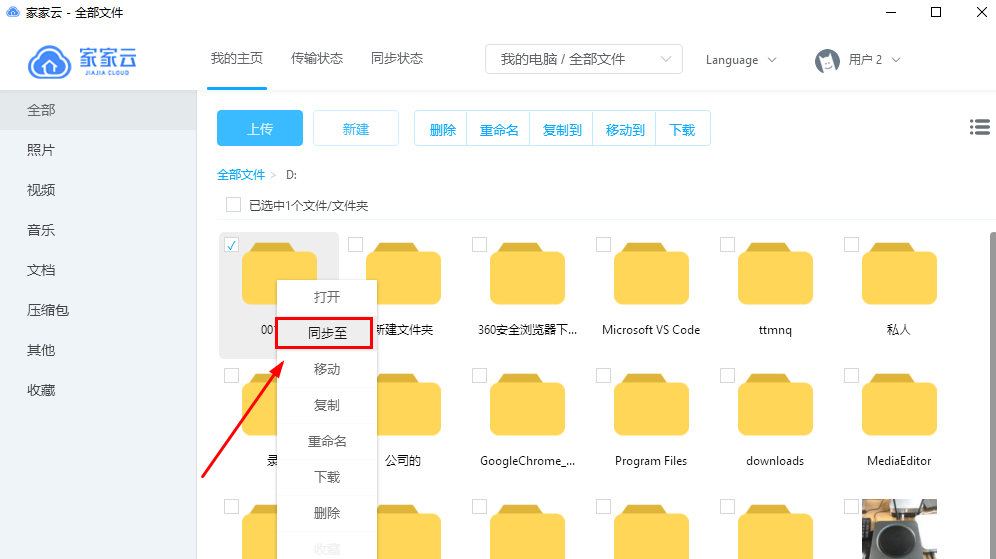 家家云 - 全部文件
家家云
JIAJIA CLOUD
我的主页
传输状态
同步状态
我的电脑 / 全部文件
Language
用户 2
全部
照片
视频
音乐
文档
压缩包
其他
收藏
上传
新建
删除
重命名
复制到
移动到
下载
全部文件 > D:
已选中1个文件/文件夹
新建文件夹
360安全浏览器下...
Microsoft VS Code
ttmnq
私人
打开
同步至
移动
复制
重命名
下载
删除
收藏
公司的
GoogleChrome_...
Program Files
downloads
MediaEditor